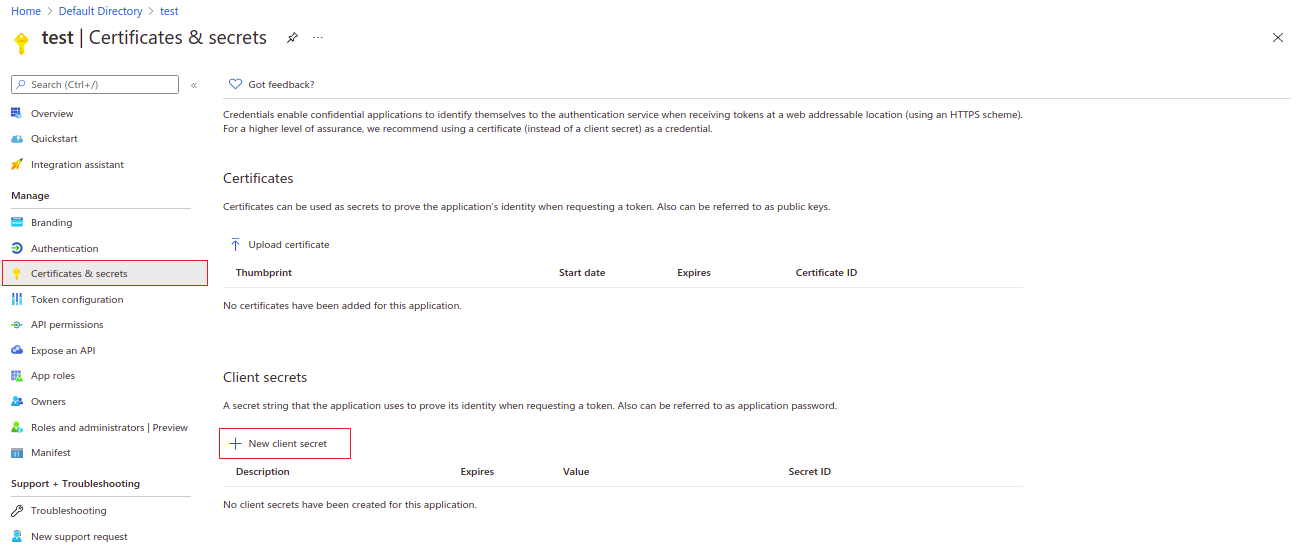 Home > Default Directory > test
test | Certificates & secrets ...
Search (Ctrl+/)
Overview
Quickstart
Integration assistant
Manage
Branding
Authentication
Certificates & secrets
Token configuration
API permissions
Expose an API
App roles
Owners
Roles and administrators | Preview
Manifest
Support + Troubleshooting
Troubleshooting
New support request
Got feedback?
Credentials enable confidential applications to identify themselves to the authentication service when receiving tokens at a web addressable location (using an HTTPS scheme).
For a higher level of assurance, we recommend using a certificate (instead of a client secret) as a credential.
Certificates
Certificates can be used as secrets to prove the application's identity when requesting a token. Also can be referred to as public keys.
Upload certificate
Thumbprint Start date Expires Certificate ID
No certificates have been added for this application.
Client secrets
A secret string that the application uses to prove its identity when requesting a token. Also can be referred to as application password.
New client secret
Description Expires Value Secret ID
No client secrets have been created for this application.